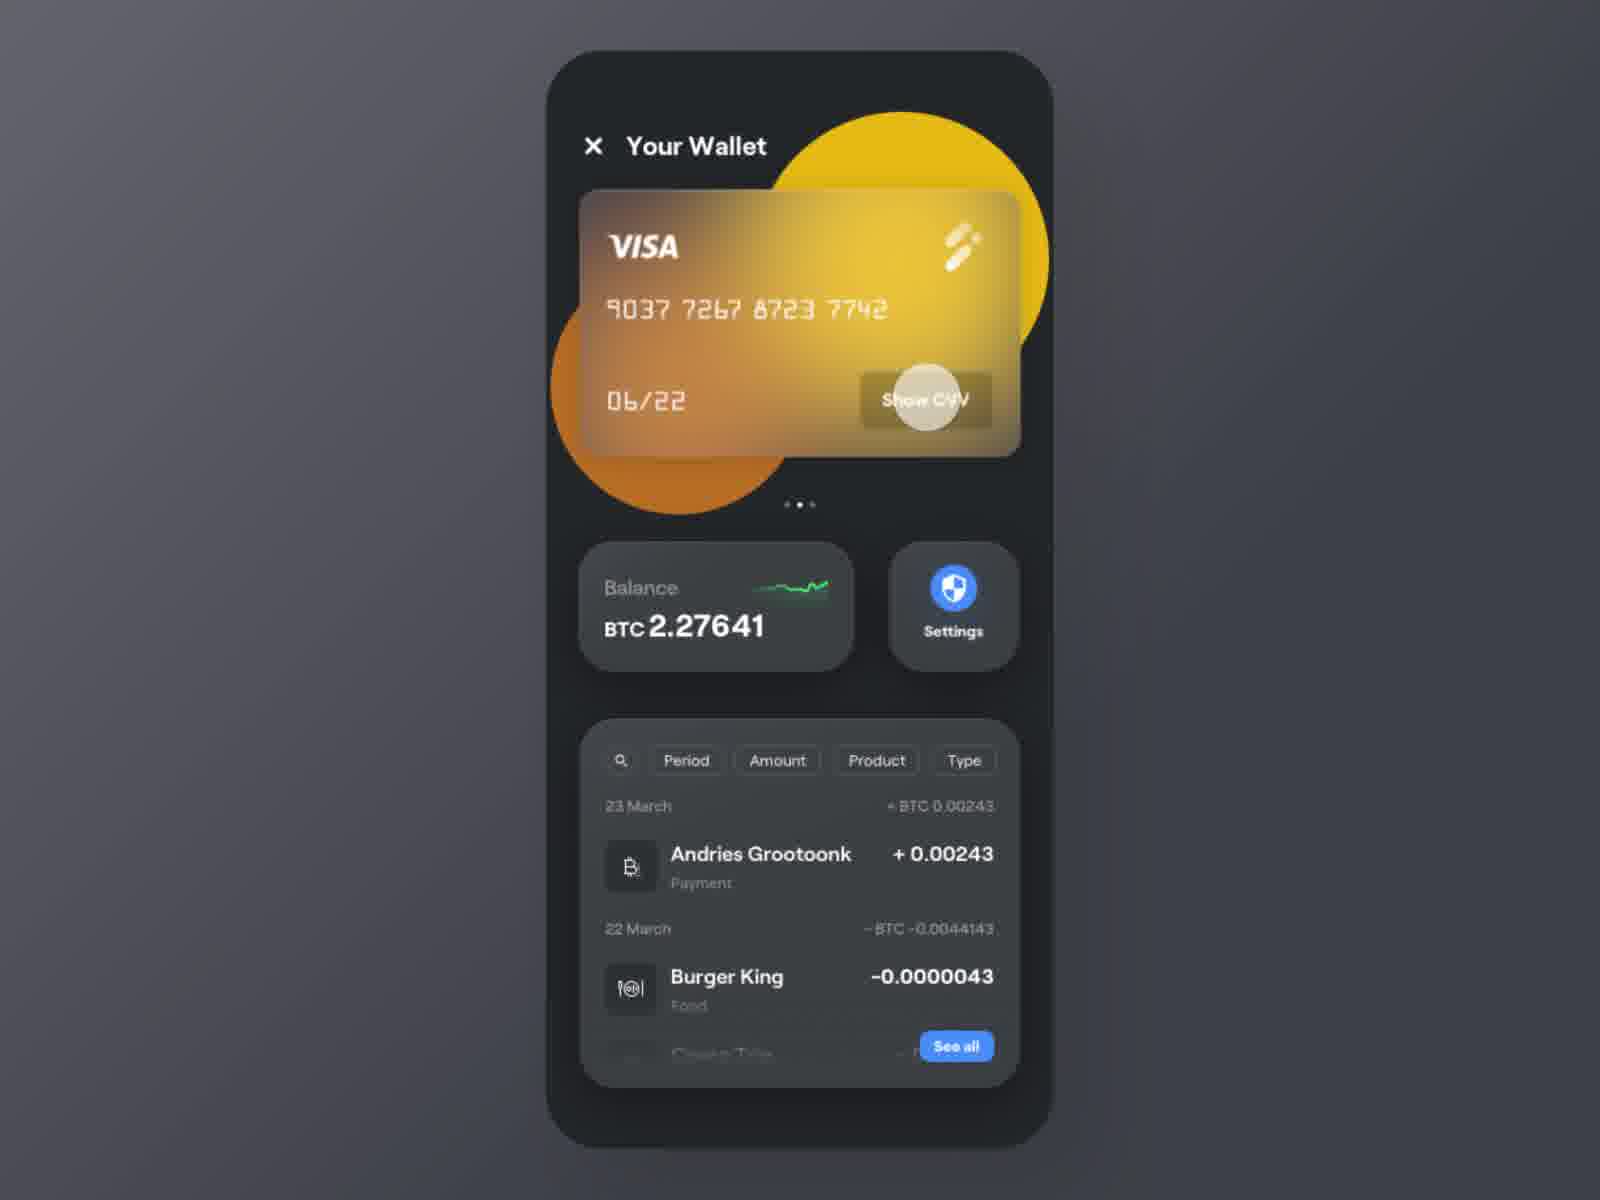 Your Wallet
VISA
9037 7267 8723 7742
06/22
Show CVV
Balance
BTC 2.27641
Settings
Period Amount Product Type
23 March + BTC 0.00243
Andries Grootoonk + 0.00243
Payment
22 March - BTC -0.0044143
Burger King -0.0000043
Food
See all